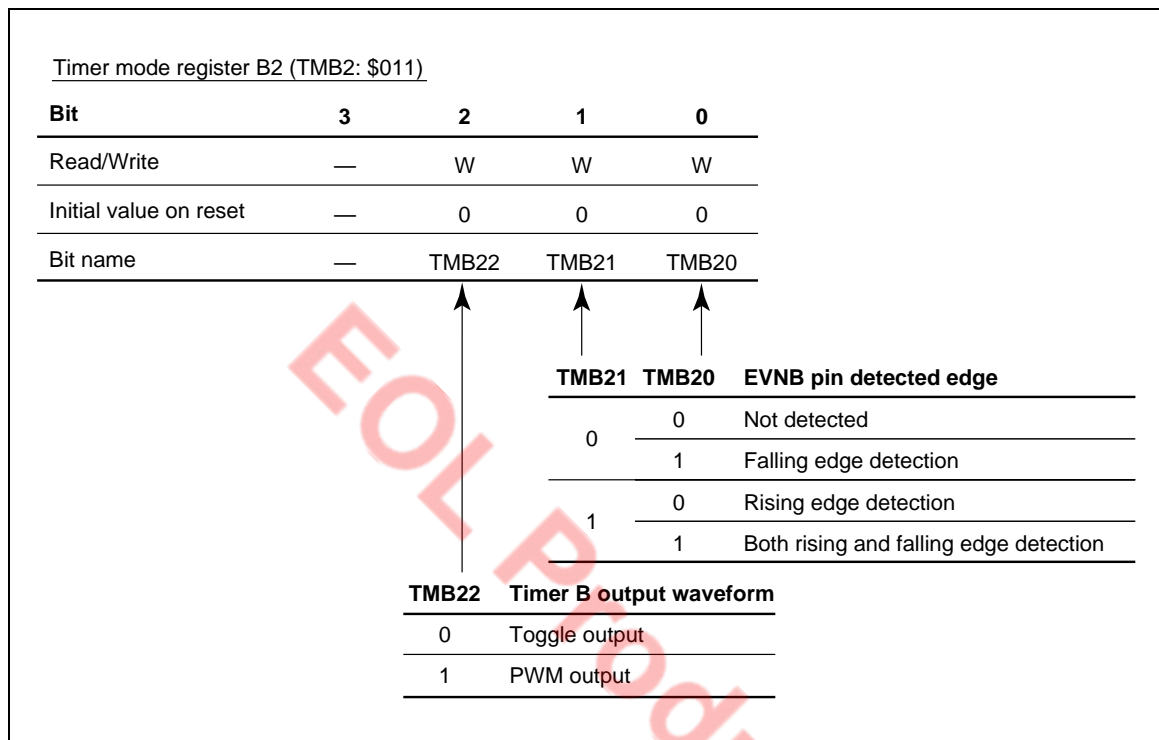 Timer mode register B2 (TMB2: $011)
Bit 3 2 1 0
Read/Write — W W W
Initial value on reset — 0 0 0
Bit name — TMB22 TMB21 TMB20
TMB21 TMB20 EVNB pin detected edge
0 0 Not detected
1 Falling edge detection
1 0 Rising edge detection
1 Both rising and falling edge detection
TMB22 Timer B output waveform
0 Toggle output
1 PWM output
EOL Prod